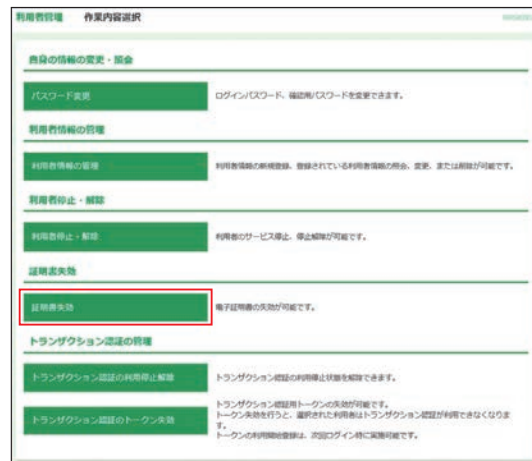 利用者管理 作業内容選択
自身の情報の変更・照会
パスワード変更 ログインパスワード、確認用パスワードを変更できます。
利用者情報の管理
利用者情報の管理 利用者情報の新規登録、登録されている利用者情報の照会、変更、または削除が可能です。
利用者停止・解除
利用者停止・解除 利用者のサービス停止、停止解除が可能です。
証明書失効
証明書失効 電子証明書の失効が可能です。
トランザクション認証の管理
トランザクション認証の利用停止解除 トランザクション認証の利用停止状態を解除できます。
トランザクション認証のトークン失効 トランザクション認証用トークンの失効が可能です。
トークン失効を行うと、選択された利用者はトランザクション認証が利用できなくなりま
す。
トークンの利用開始登録は、次回ログイン時に実施可能です。